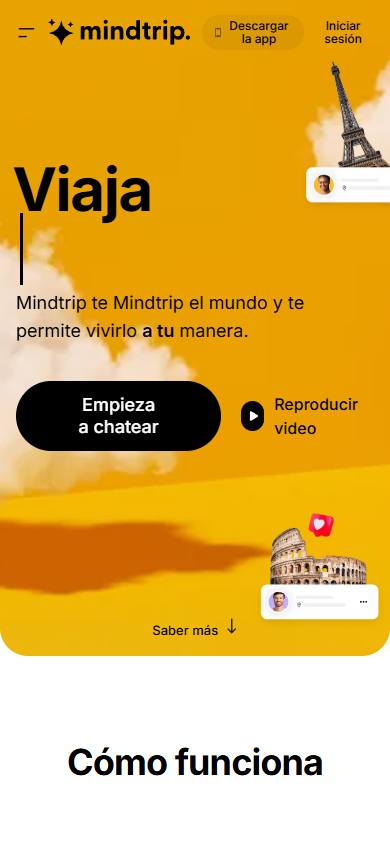 mindtrip.
Descargar
la app
Iniciar
sesión
Viaja
Mindtrip te Mindtrip el mundo y te
permite vivirlo a tu manera.
Empieza
a chatear
Reproducir
video
Saber más
Cómo funciona